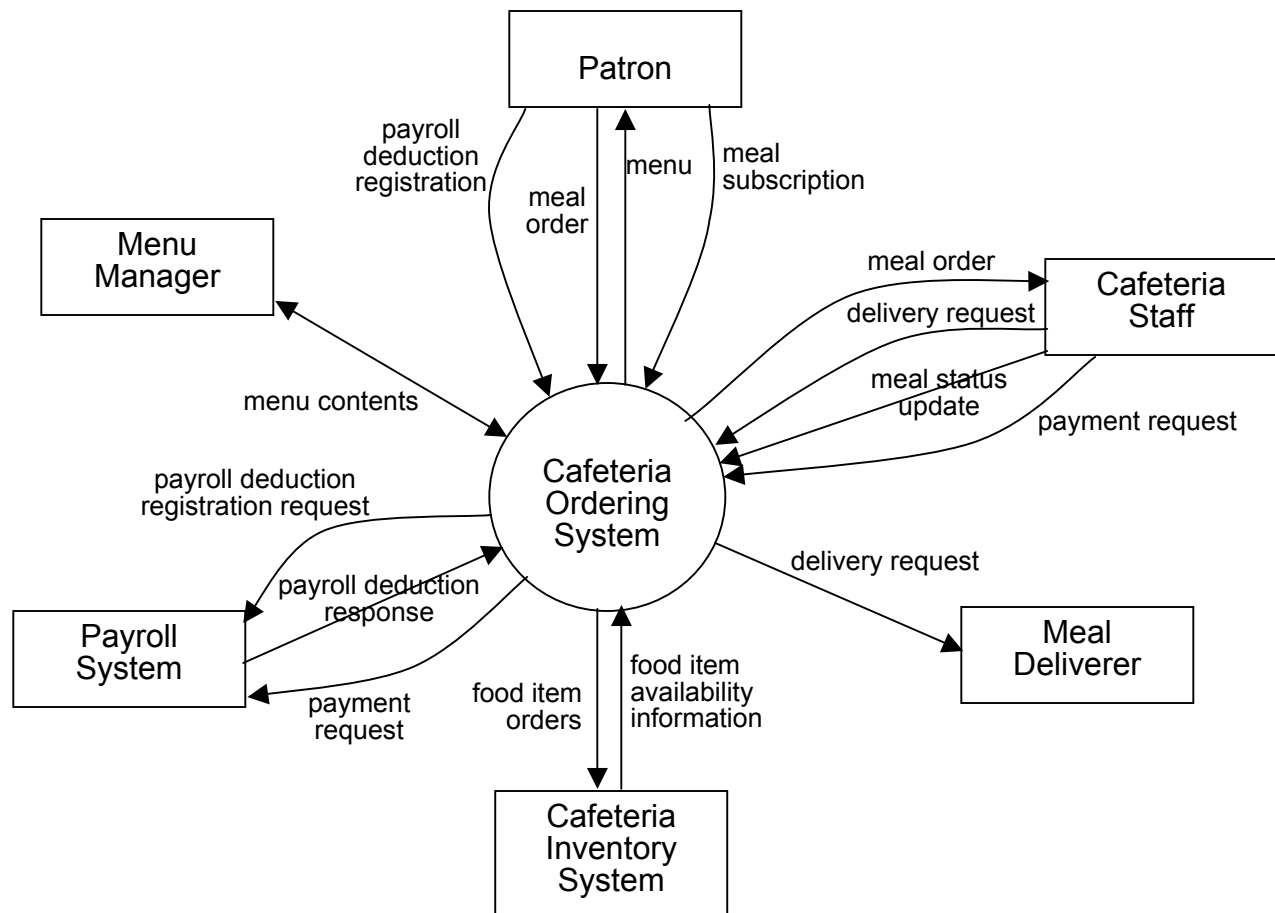 Patron
payroll
deduction
registration
meal
order
menu
meal
subscription
Menu
Manager
menu contents
meal order
delivery request
meal status
update
payment request
Cafeteria
Staff
Cafeteria
Ordering
System
payroll deduction
registration request
payroll deduction
response
payment
request
Payroll
System
delivery request
Meal
Deliverer
food item
orders
food item
availability
information
Cafeteria
Inventory
System